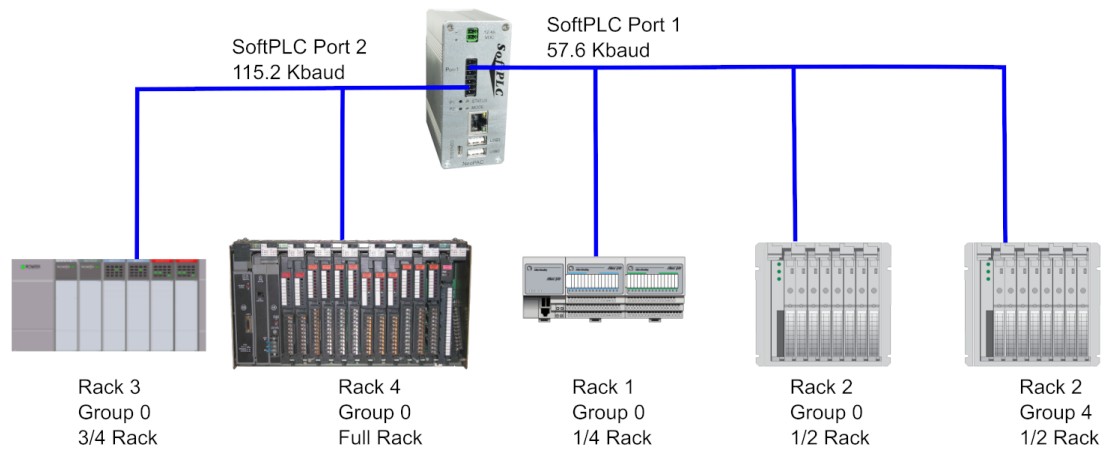 SoftPLC Port 2
115.2 Kbaud
SoftPLC Port 1
57.6 Kbaud
SoftPLC
Rack 3
Group 0
3/4 Rack
Rack 4
Group 0
Full Rack
Rack 1
Group 0
1/4 Rack
Rack 2
Group 0
1/2 Rack
Rack 2
Group 4
1/2 Rack